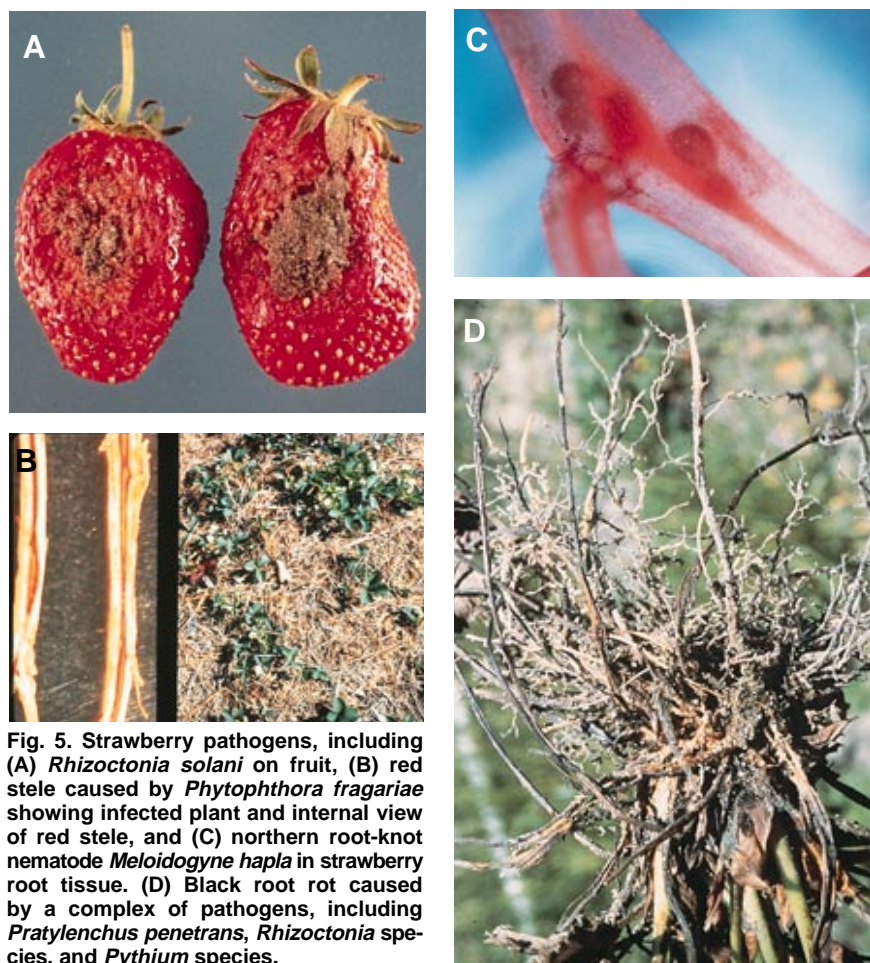 A
C
B
D
Fig. 5. Strawberry pathogens, including
(A) Rhizoctonia solani on fruit, (B) red
stele caused by Phytophthora fragariae
showing infected plant and internal view
of red stele, and (C) northern root-knot
nematode Meloidogyne hapla in strawberry
root tissue. (D) Black root rot caused
by a complex of pathogens, including
Pratylenchus penetrans, Rhizoctonia spe-
cies, and Pythium species.